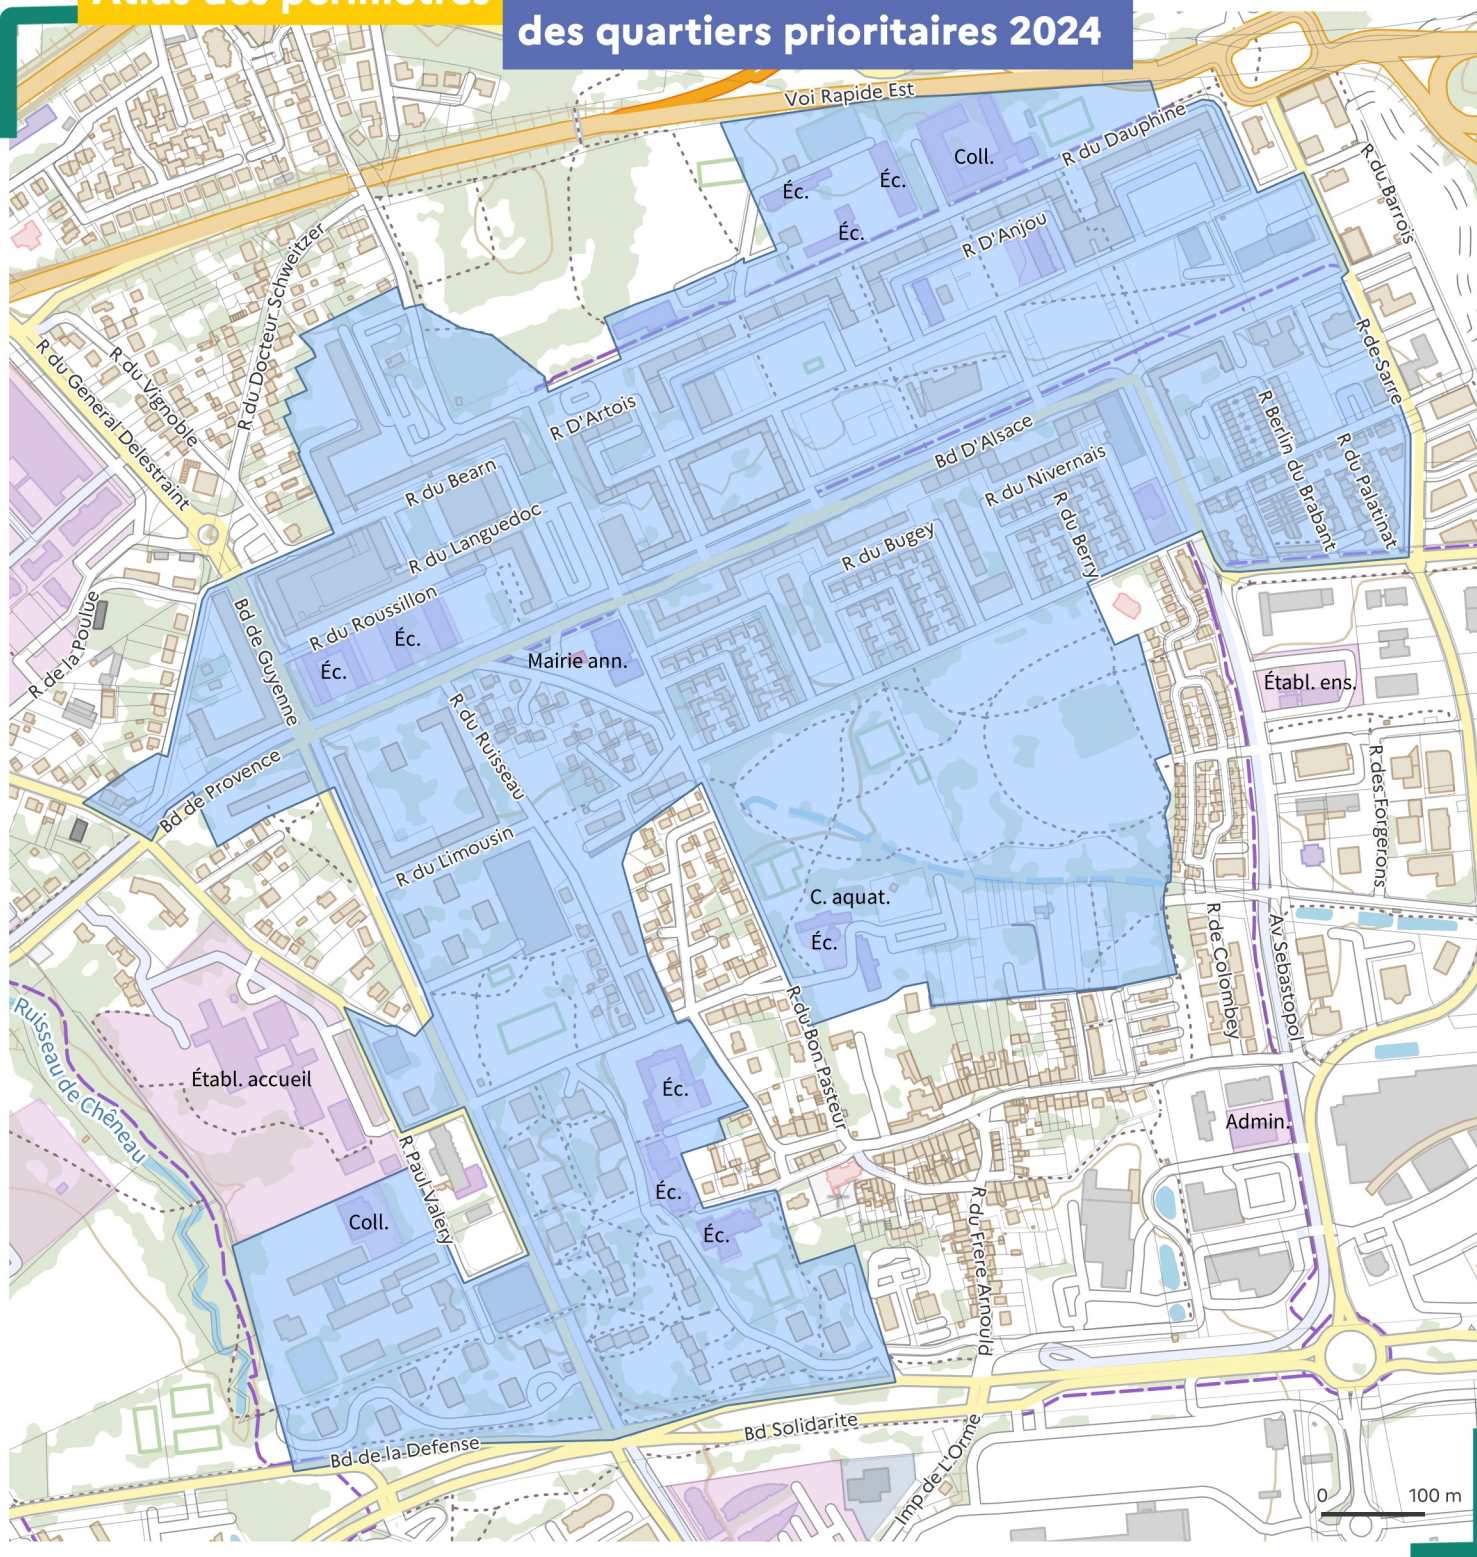 Atlas des périmètres
des quartiers prioritaires 2024
Voi Rapide Est
Coll.
R du Dauphine
Éc.
Éc.
Éc.
R D'Anjou
R du Barrois
R du Docteur Schweitzer
R du Vignoble
R du General Delestraint
R de Sarre
R D'Artois
Bd D'Alsace
R Berlin du Brabant
R du Palatinat
R du Bearn
R du Nivernais
R du Languedoc
R du Bugey
R du Berry
R de la Poulue
Bd de Guyenne
R du Roussillon
Éc.
Éc.
Mairie ann.
Établ. ens.
R du Ruisseau
Bd de Provence
R des Forgerons
R du Limousin
C. aquat.
Éc.
R de Colombey
Av Sebastopol
Ruisseau de Chêneau
R du Bon Pasteur
Établ. accueil
Éc.
Admin.
R Paul Valery
Éc.
Coll.
Éc.
R du Frere Arnould
Bd Solidarite
Bd de la Defense
Imp de L'Orme
0 100 m